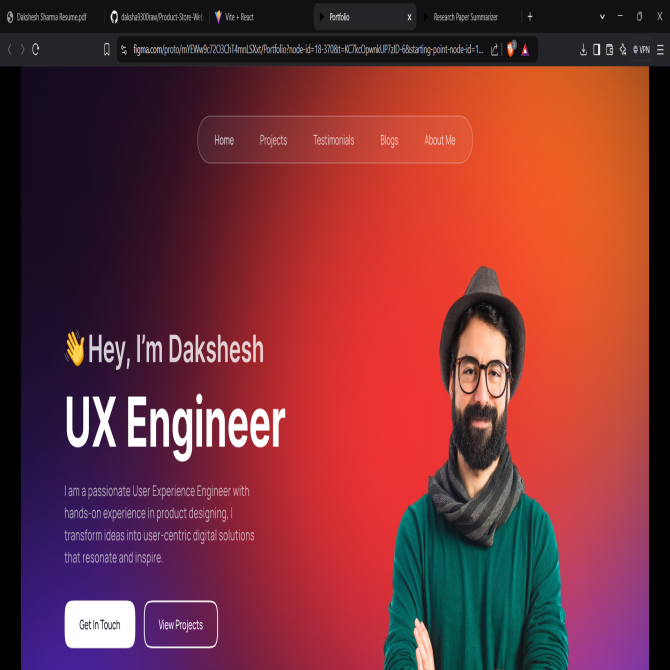 Dakshesh Sharma Resume.pdf
daksha9300raw/Product-Store-Web
Vite + React
Portfolio
Research Paper Summarizer
figma.com/proto/mYEWw9c72O3ChT4mnLSXxt/Portfolio?node-id=18-370&t=KC7kcOpwnkUP7zID-6&starting-point-node-id=1...
VPN
Home
Projects
Testimonials
Blogs
About Me
👋Hey, I’m Dakshesh
UX Engineer
I am a passionate User Experience Engineer with
hands-on experience in product designing, I
transform ideas into user-centric digital solutions
that resonate and inspire.
Get In Touch
View Projects